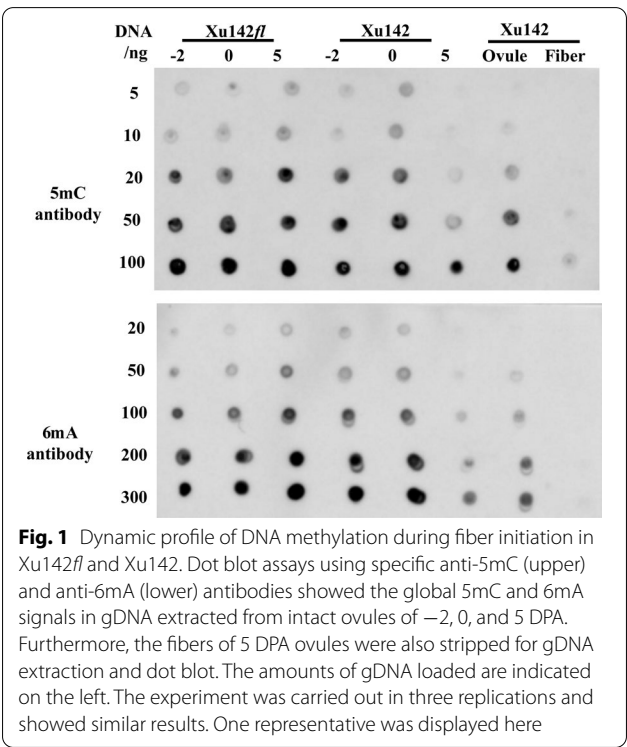 DNA Xu142fl Xu142 Xu142
/ng -2 0 5 -2 0 5 Ovule Fiber
5
10
20
5mC
antibody
50
100
20
50
100
6mA
antibody
200
300
Fig. 1 Dynamic profile of DNA methylation during fiber initiation in
Xu142fl and Xu142. Dot blot assays using specific anti-5mC (upper)
and anti-6mA (lower) antibodies showed the global 5mC and 6mA
signals in gDNA extracted from intact ovules of −2, 0, and 5 DPA.
Furthermore, the fibers of 5 DPA ovules were also stripped for gDNA
extraction and dot blot. The amounts of gDNA loaded are indicated
on the left. The experiment was carried out in three replications and
showed similar results. One representative was displayed here